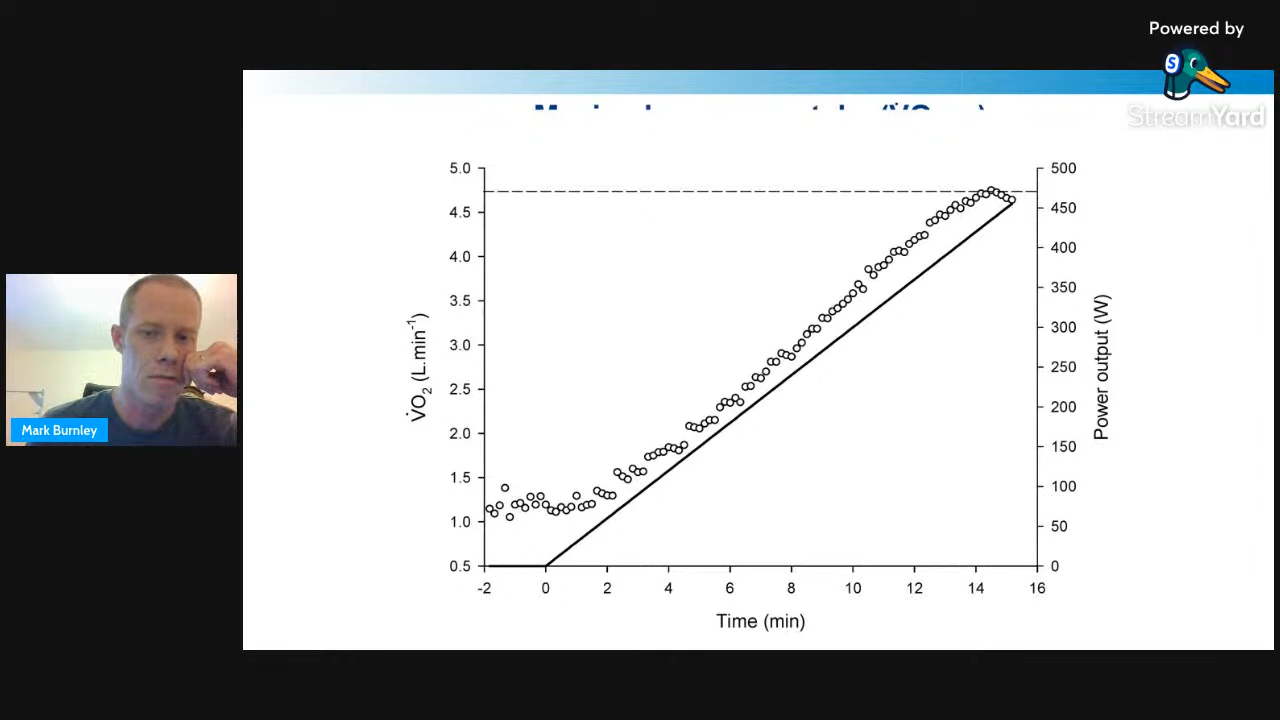 Powered by
S
StreamYard
5.0
4.5
4.0
3.5
3.0
2.5
2.0
1.5
1.0
0.5
V̇O₂ (L.min⁻¹)
500
450
400
350
300
250
200
150
100
50
0
Power output (W)
-2 0 2 4 6 8 10 12 14 16
Time (min)
Mark Burnley